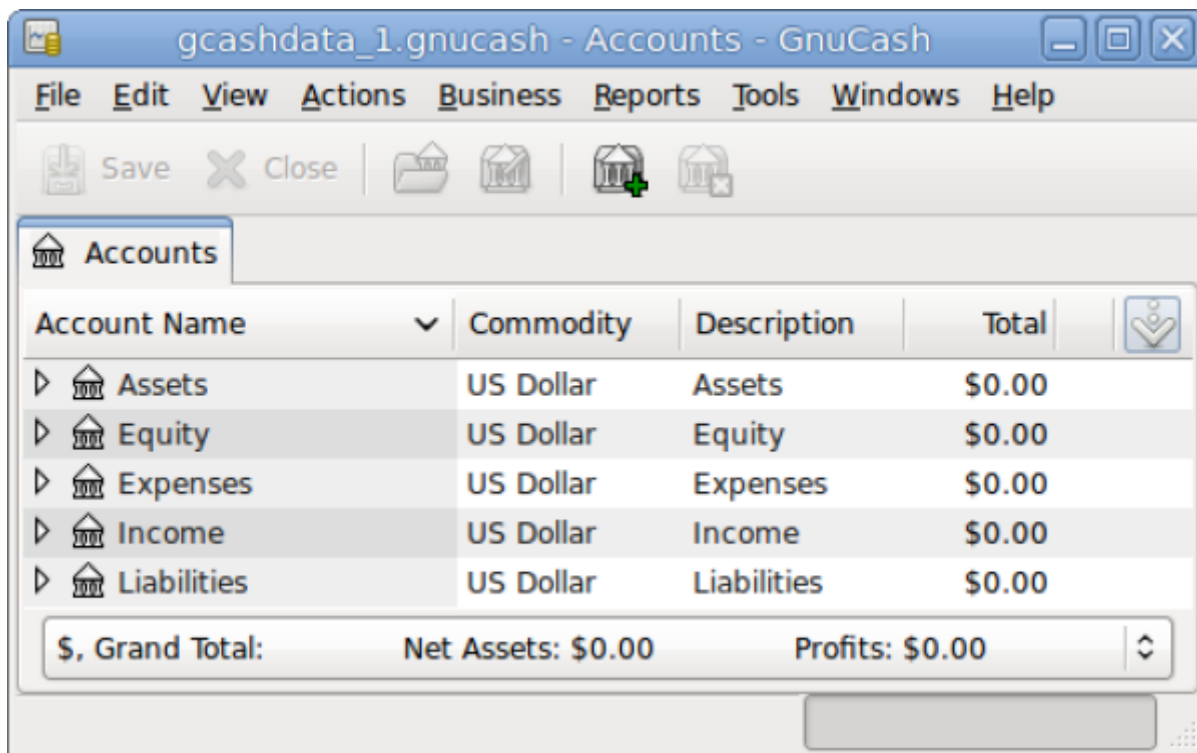 gcashdata_1.gnucash - Accounts - GnuCash
File Edit View Actions Business Reports Tools Windows Help
Save Close
Accounts
Account Name Commodity Description Total
Assets US Dollar Assets $0.00
Equity US Dollar Equity $0.00
Expenses US Dollar Expenses $0.00
Income US Dollar Income $0.00
Liabilities US Dollar Liabilities $0.00
$, Grand Total: Net Assets: $0.00 Profits: $0.00